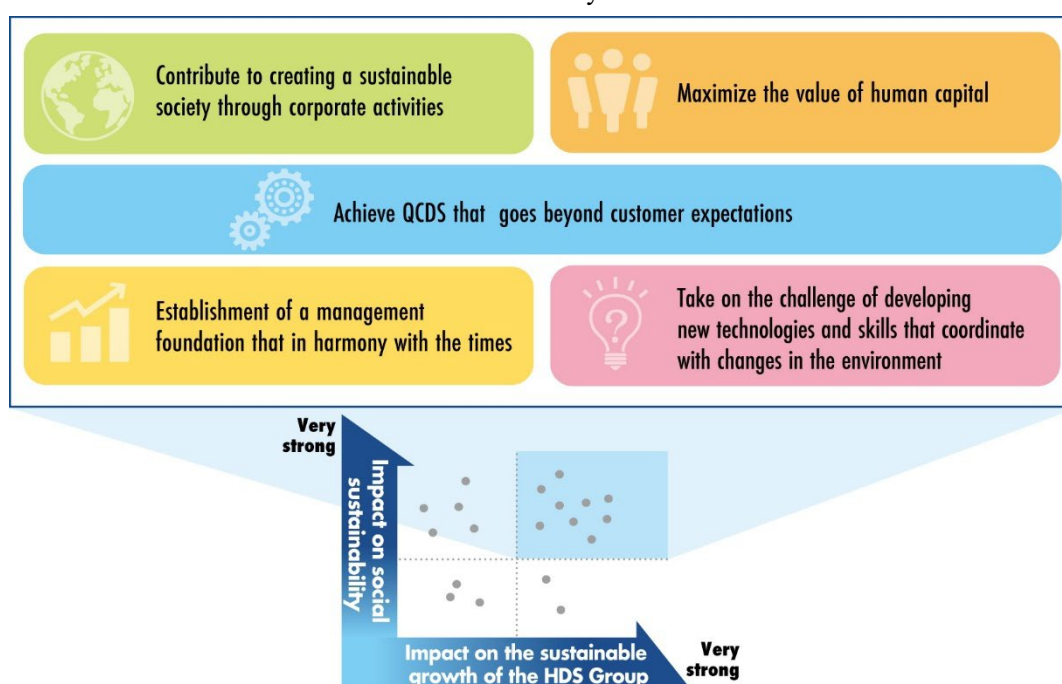 Contribute to creating a sustainable
society through corporate activities
Maximize the value of human capital
Achieve QCDS that goes beyond customer expectations
Establishment of a management
foundation that in harmony with the times
Take on the challenge of developing
new technologies and skills that coordinate
with changes in the environment
Very
strong
Impact on social
sustainability
Impact on the sustainable
growth of the HDS Group
Very
strong